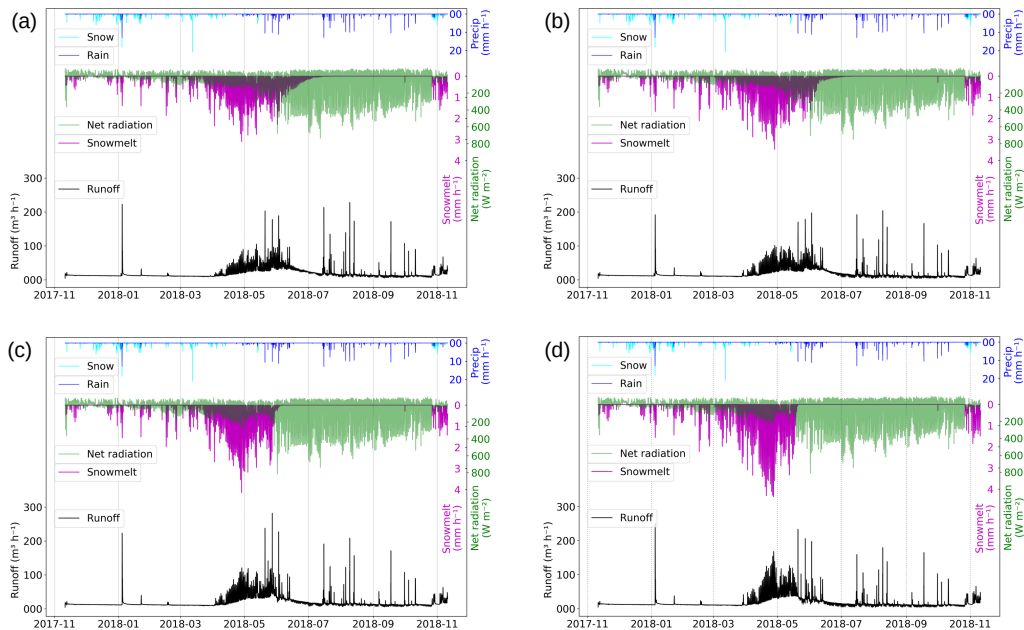 (a)
00
10
20
Precip
(mm h⁻¹)
Snow
Rain
0
1
2
3
4
200
400
600
800
Net radiation
Snowmelt
Snowmelt
(mm h⁻¹)
Net radiation
(W m⁻²)
Runoff
Runoff (m³ h⁻¹)
300
200
100
000
2017-11 2018-01 2018-03 2018-05 2018-07 2018-09 2018-11
(b)
00
10
20
Precip
(mm h⁻¹)
Snow
Rain
0
1
2
3
4
200
400
600
800
Net radiation
Snowmelt
Snowmelt
(mm h⁻¹)
Net radiation
(W m⁻²)
Runoff
Runoff (m³ h⁻¹)
300
200
100
000
2017-11 2018-01 2018-03 2018-05 2018-07 2018-09 2018-11
(c)
00
10
20
Precip
(mm h⁻¹)
Snow
Rain
0
1
2
3
4
200
400
600
800
Net radiation
Snowmelt
Snowmelt
(mm h⁻¹)
Net radiation
(W m⁻²)
Runoff
Runoff (m³ h⁻¹)
300
200
100
000
2017-11 2018-01 2018-03 2018-05 2018-07 2018-09 2018-11
(d)
00
10
20
Precip
(mm h⁻¹)
Snow
Rain
0
1
2
3
4
200
400
600
800
Net radiation
Snowmelt
Snowmelt
(mm h⁻¹)
Net radiation
(W m⁻²)
Runoff
Runoff (m³ h⁻¹)
300
200
100
000
2017-11 2018-01 2018-03 2018-05 2018-07 2018-09 2018-11